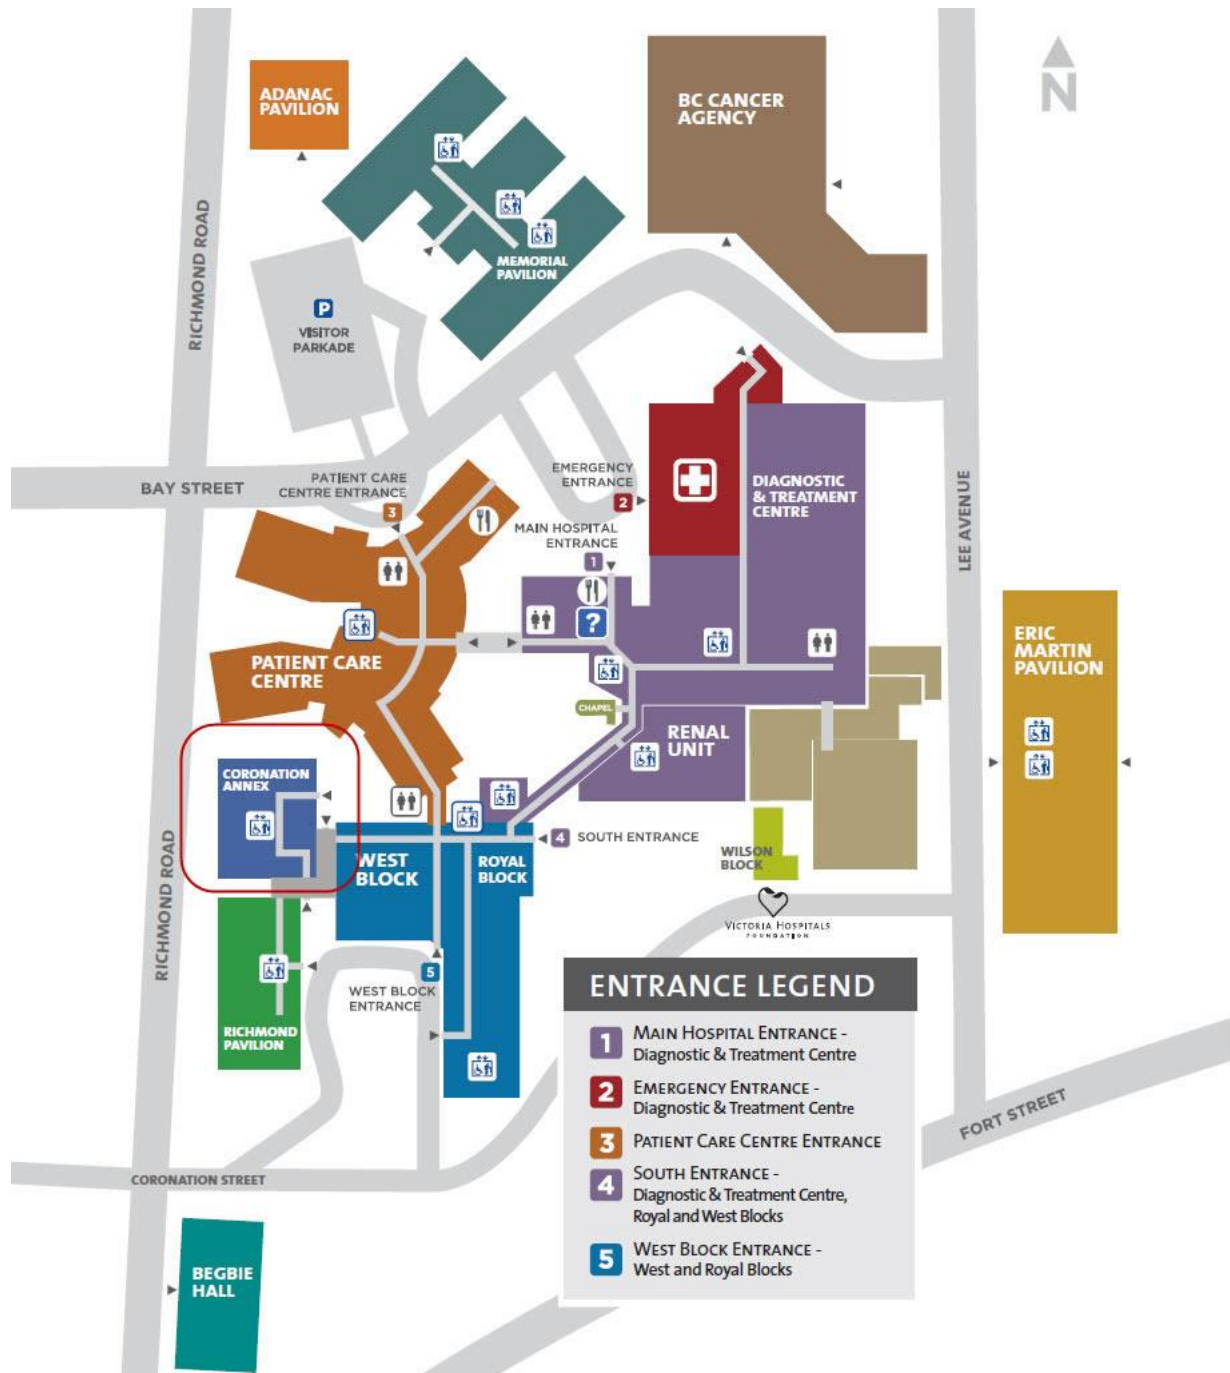 ADANAC
PAVILION
BC CANCER
AGENCY
N
RICHMOND ROAD
MEMORIAL
PAVILION
P
VISITOR
PARKADE
BAY STREET
PATIENT CARE
CENTRE ENTRANCE
3
EMERGENCY
ENTRANCE
2
DIAGNOSTIC
& TREATMENT
CENTRE
LEE AVENUE
MAIN HOSPITAL
ENTRANCE
1
?
PATIENT CARE
CENTRE
ERIC
MARTIN
PAVILION
CHAPEL
RENAL
UNIT
CORONATION
ANNEX
WEST
BLOCK
ROYAL
BLOCK
4 SOUTH ENTRANCE
WILSON
BLOCK
RICHMOND ROAD
VICTORIA HOSPITALS
FOUNDATION
5
WEST BLOCK
ENTRANCE
RICHMOND
PAVILION
ENTRANCE LEGEND
1 MAIN HOSPITAL ENTRANCE -
Diagnostic & Treatment Centre
2 EMERGENCY ENTRANCE -
Diagnostic & Treatment Centre
3 PATIENT CARE CENTRE ENTRANCE
4 SOUTH ENTRANCE -
Diagnostic & Treatment Centre,
Royal and West Blocks
5 WEST BLOCK ENTRANCE -
West and Royal Blocks
FORT STREET
CORONATION STREET
BEGBIE
HALL